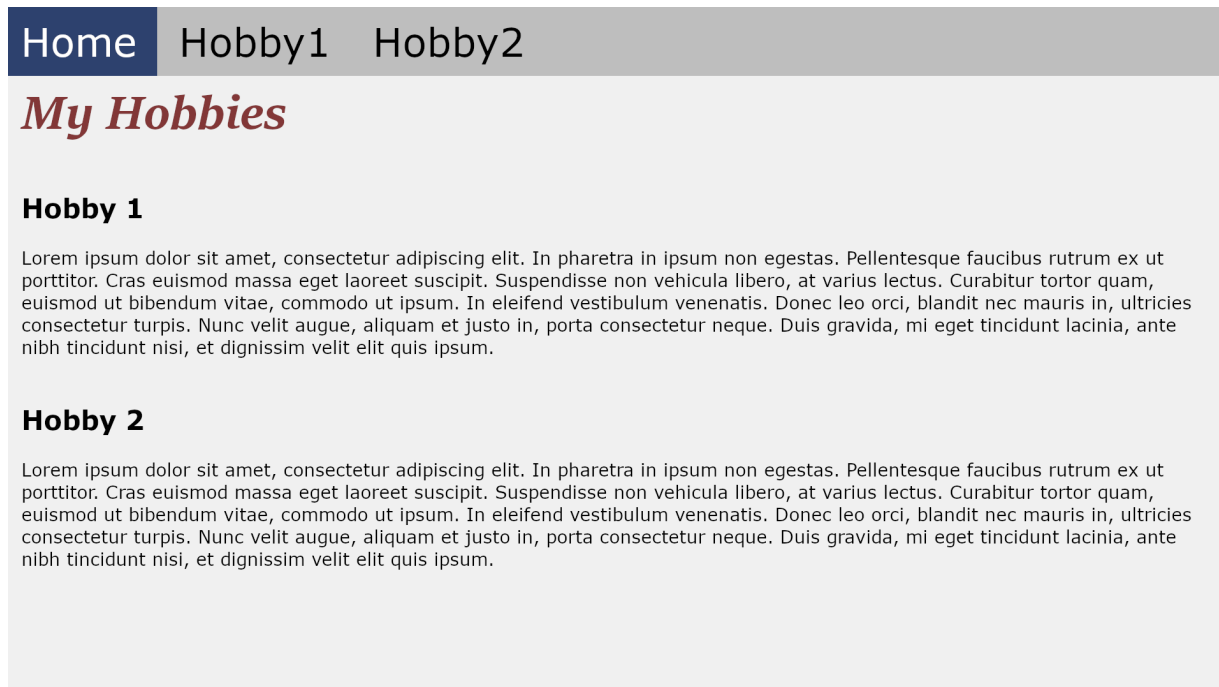 Home Hobby1 Hobby2
My Hobbies
Hobby 1
Lorem ipsum dolor sit amet, consectetur adipiscing elit. In pharetra in ipsum non egestas. Pellentesque faucibus rutrum ex ut
porttitor. Cras euismod massa eget laoreet suscipit. Suspendisse non vehicula libero, at varius lectus. Curabitur tortor quam,
euismod ut bibendum vitae, commodo ut ipsum. In eleifend vestibulum venenatis. Donec leo orci, blandit nec mauris in, ultricies
consectetur turpis. Nunc velit augue, aliquam et justo in, porta consectetur neque. Duis gravida, mi eget tincidunt lacinia, ante
nibh tincidunt nisi, et dignissim velit elit quis ipsum.
Hobby 2
Lorem ipsum dolor sit amet, consectetur adipiscing elit. In pharetra in ipsum non egestas. Pellentesque faucibus rutrum ex ut
porttitor. Cras euismod massa eget laoreet suscipit. Suspendisse non vehicula libero, at varius lectus. Curabitur tortor quam,
euismod ut bibendum vitae, commodo ut ipsum. In eleifend vestibulum venenatis. Donec leo orci, blandit nec mauris in, ultricies
consectetur turpis. Nunc velit augue, aliquam et justo in, porta consectetur neque. Duis gravida, mi eget tincidunt lacinia, ante
nibh tincidunt nisi, et dignissim velit elit quis ipsum.